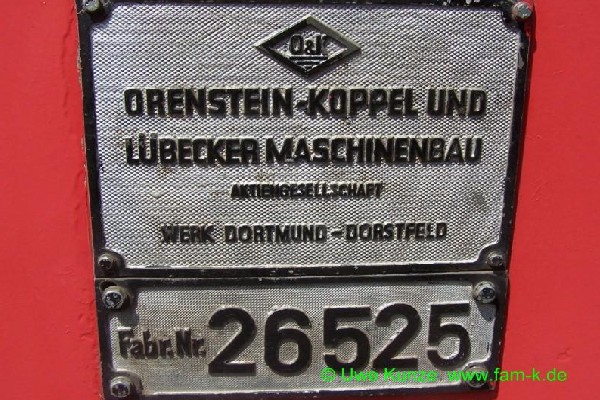 O&K
ORENSTEIN-KOPPEL UND
LÜBECKER MASCHINENBAU
AKTIENGESELLSCHAFT
WERK DORTMUND-DORSTFELD
Fabr.Nr. 26525
© Uwe Kunze www.fam-k.de